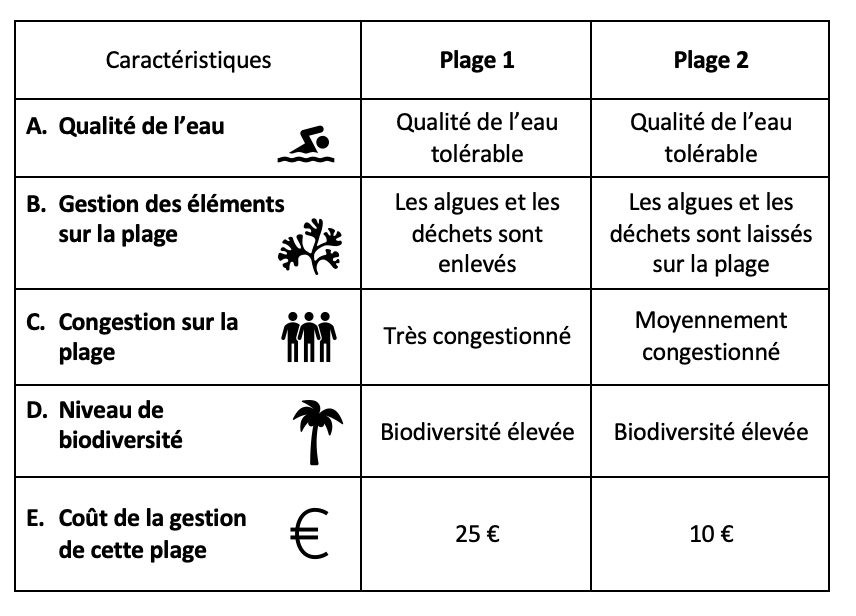 Caractéristiques
Plage 1
Plage 2
A. Qualité de l’eau
Qualité de l’eau
tolérable
Qualité de l’eau
tolérable
B. Gestion des éléments
sur la plage
Les algues et les
déchets sont
enlevés
Les algues et les
déchets sont laissés
sur la plage
C. Congestion sur la
plage
Très congestionné
Moyennement
congestionné
D. Niveau de
biodiversité
Biodiversité élevée
Biodiversité élevée
E. Coût de la gestion
de cette plage
€
25 €
10 €